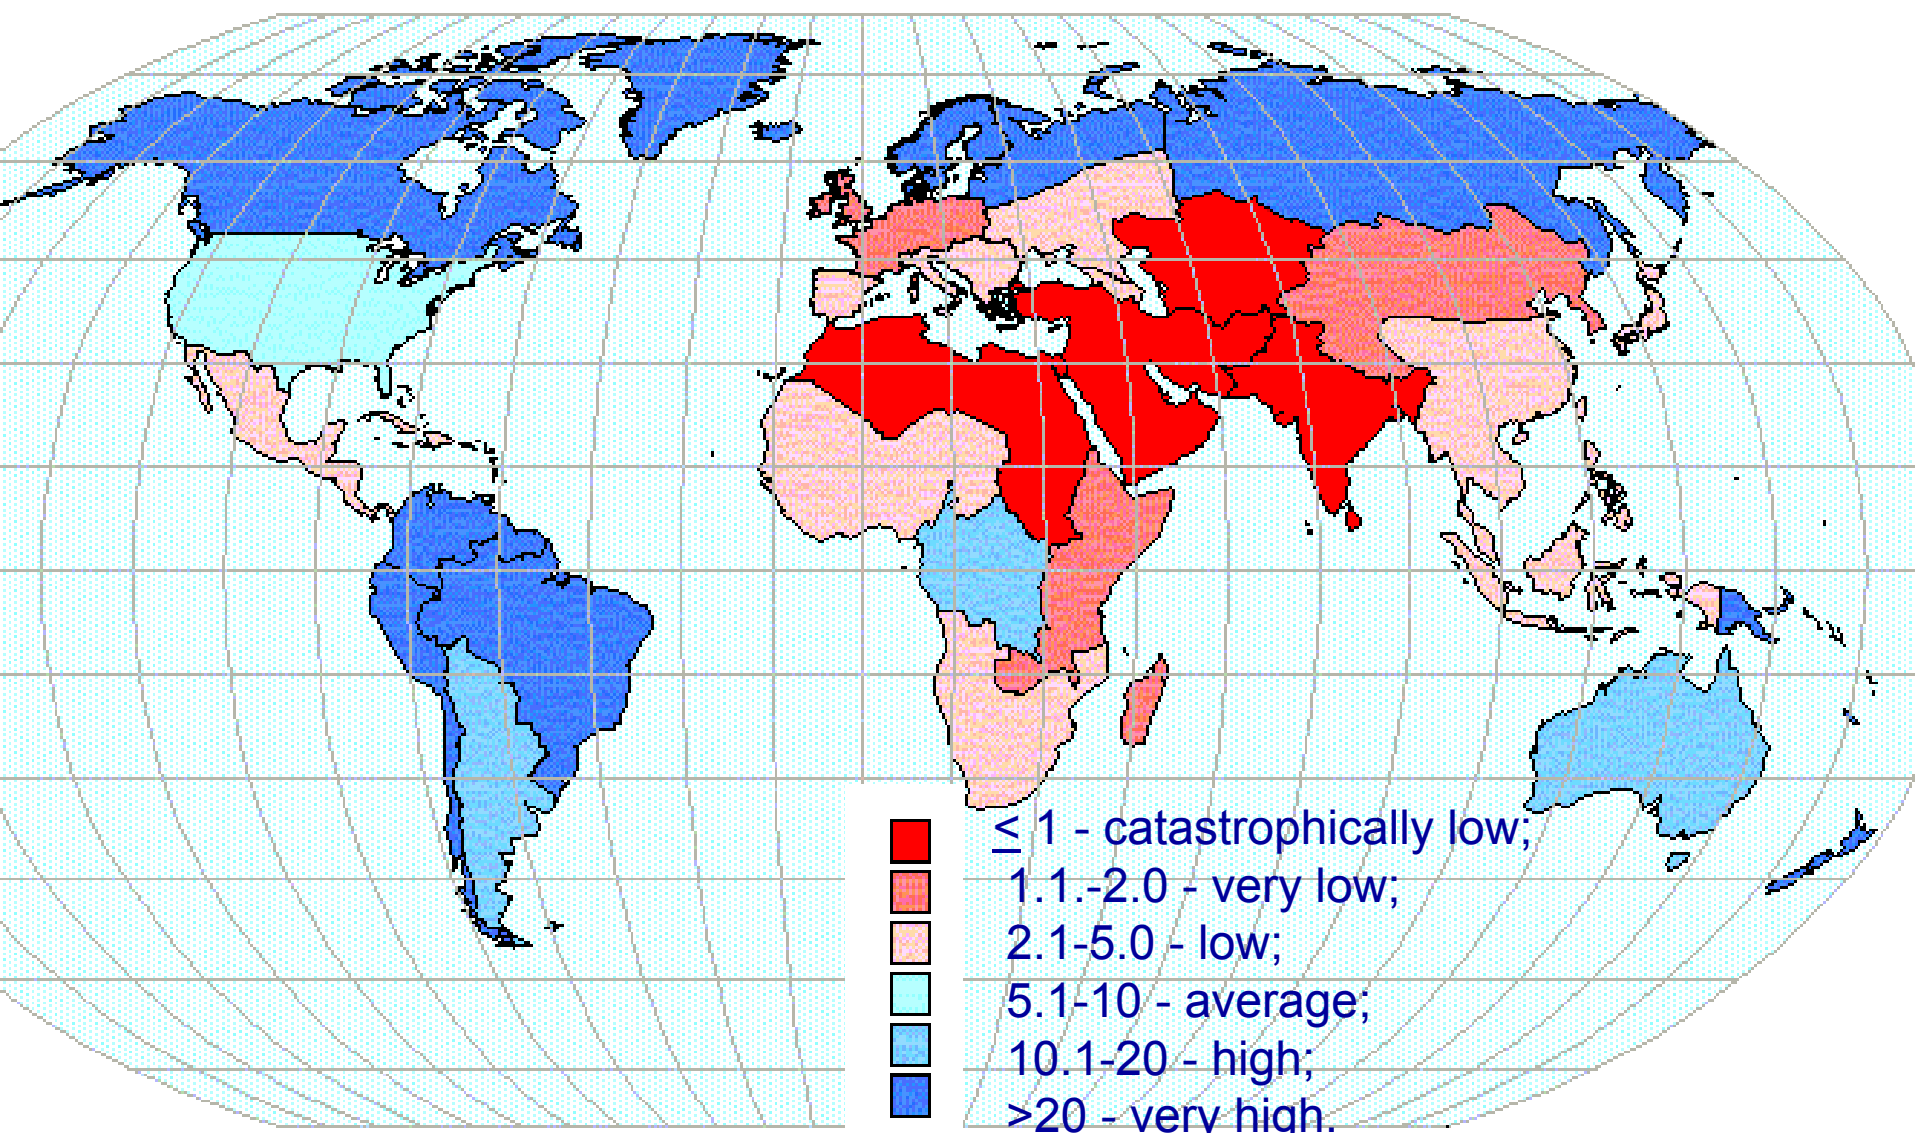 ≤ 1 - catastrophically low;
1.1.-2.0 - very low;
2.1-5.0 - low;
5.1-10 - average;
10.1-20 - high;
>20 - very high.